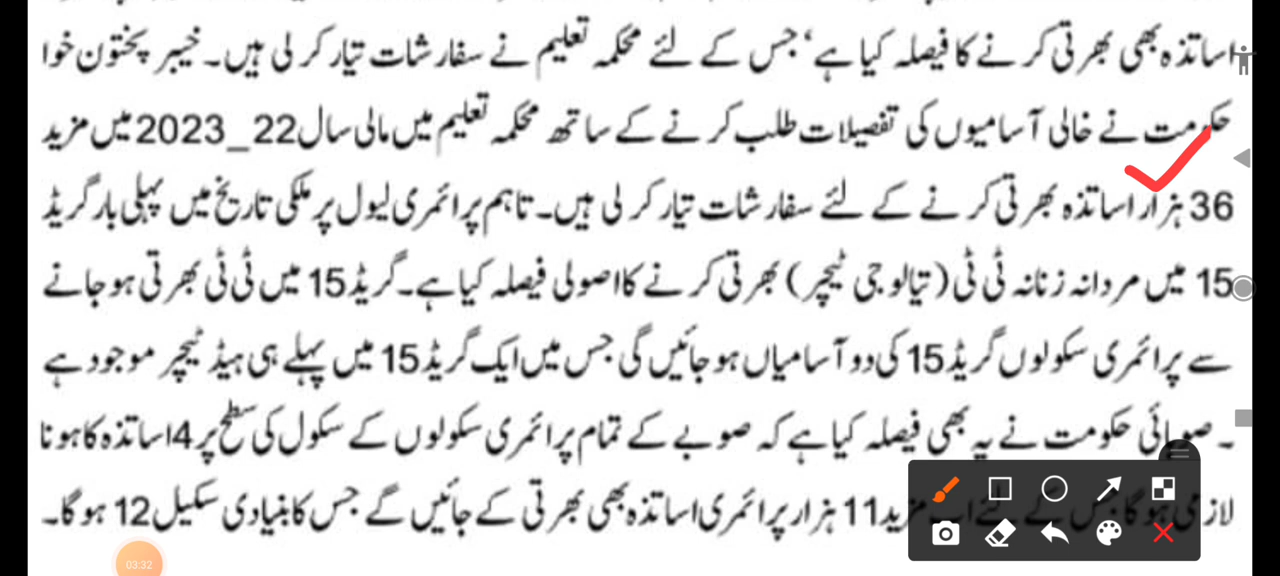 اساتذہ بھی بھرتی کرنے کا فیصلہ کیا ہے‘ جس کے لئے محکمہ تعلیم نے سفارشات تیار کر لی ہیں۔ خیبر پختون خوا
حکومت نے خالی آسامیوں کی تفصیلات طلب کرنے کے ساتھ محکمہ تعلیم میں مالی سال 22_2023 میں مزید
36 ہزار اساتذہ بھرتی کرنے کے لئے سفارشات تیار کر لی ہیں۔ تاہم پرائمری لیول پر ملکی تاریخ میں پہلی بار گریڈ
15 میں مردانہ زنانہ ٹی ٹی (تیالوجی ٹیچر) بھرتی کرنے کا اصولی فیصلہ کیا ہے۔ گریڈ 15 میں ٹی ٹی بھرتی ہو جانے
سے پرائمری سکولوں گریڈ 15 کی دو آسامیاں ہو جائیں گی جس میں ایک گریڈ 15 میں پہلے ہی ہیڈ ٹیچر موجود ہے
۔ صوبائی حکومت نے یہ بھی فیصلہ کیا ہے کہ صوبے کے تمام پرائمری سکولوں کے سکول کی سطح پر 4 اساتذہ کا ہونا
لازمی ہو گا جس کے لئے اب مزید 11 ہزار پرائمری اساتذہ بھی بھرتی کے جائیں گے جس کا بنیادی سکیل 12 ہو گا۔
03:32